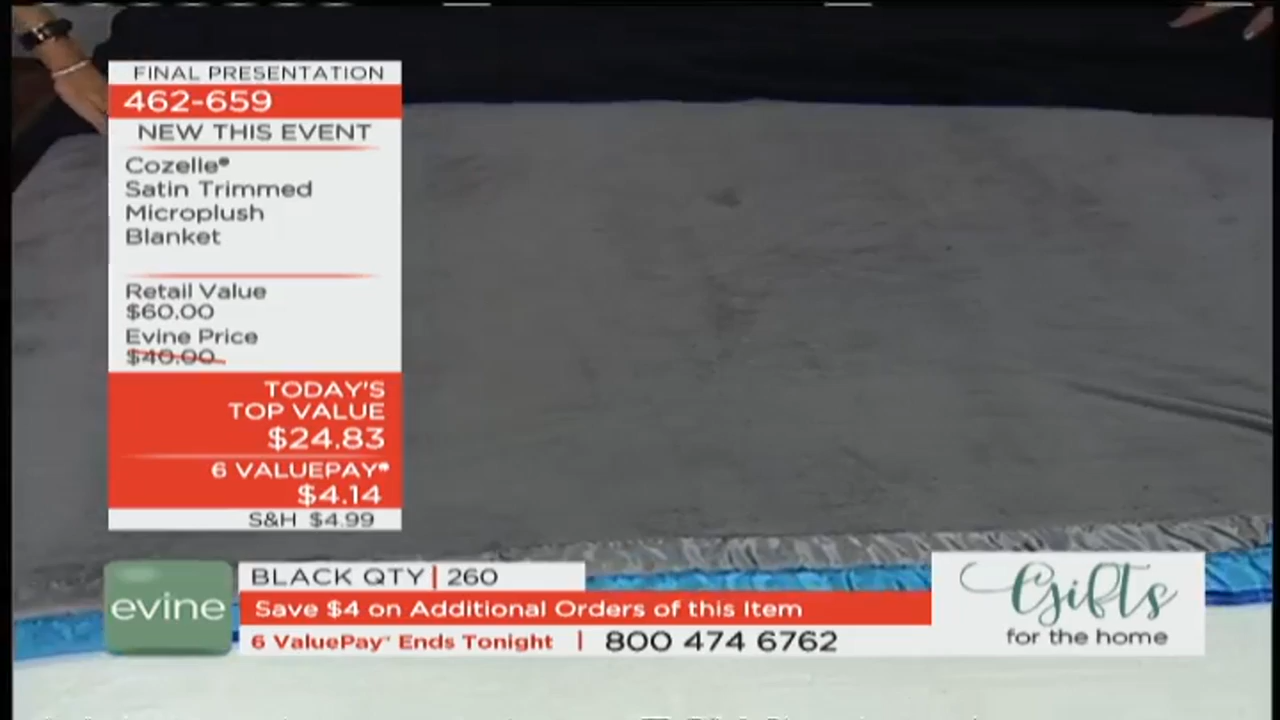 FINAL PRESENTATION
462-659
NEW THIS EVENT
Cozelle®
Satin Trimmed
Microplush
Blanket
Retail Value
$60.00
Evine Price
$40.00
TODAY'S
TOP VALUE
$24.83
6 VALUEPAY®
$4.14
S&H $4.99
evine
BLACK QTY | 260
Save $4 on Additional Orders of this Item
6 ValuePay® Ends Tonight | 800 474 6762
Gifts
for the home